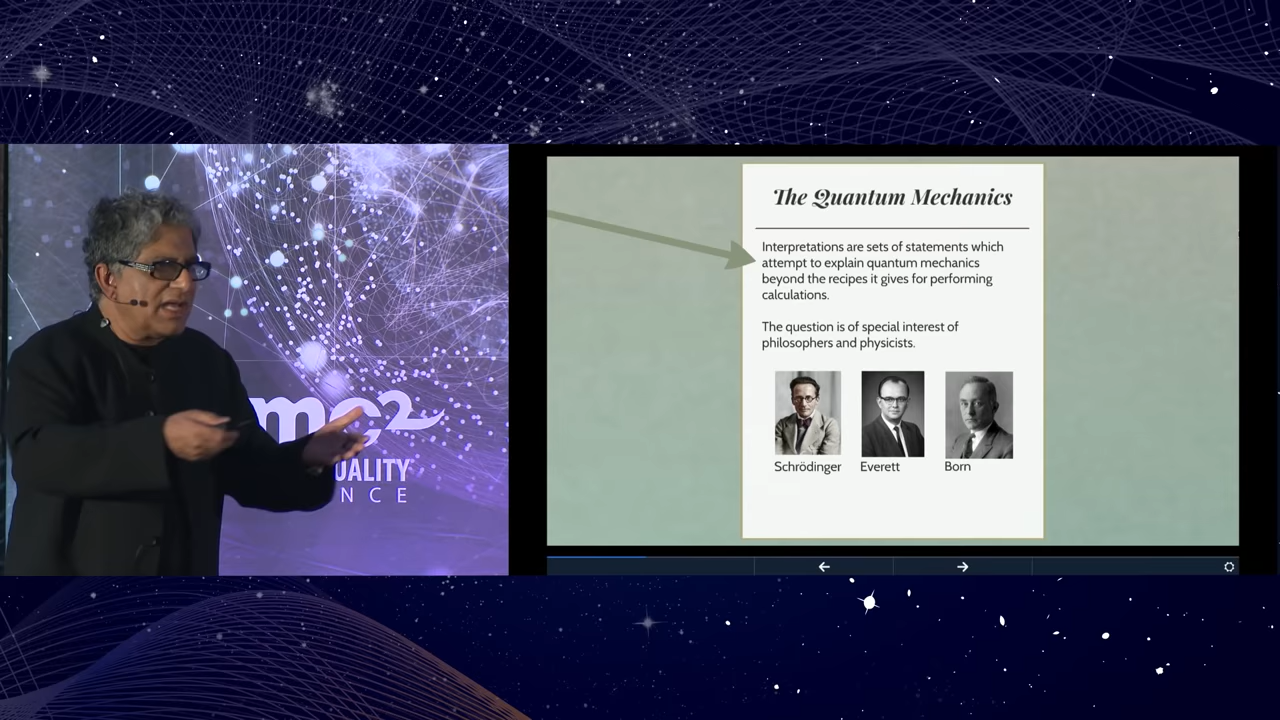 mc2
UALITY
NCE
The Quantum Mechanics
Interpretations are sets of statements which
attempt to explain quantum mechanics
beyond the recipes it gives for performing
calculations.
The question is of special interest of
philosophers and physicists.
Schrödinger
Everett
Born